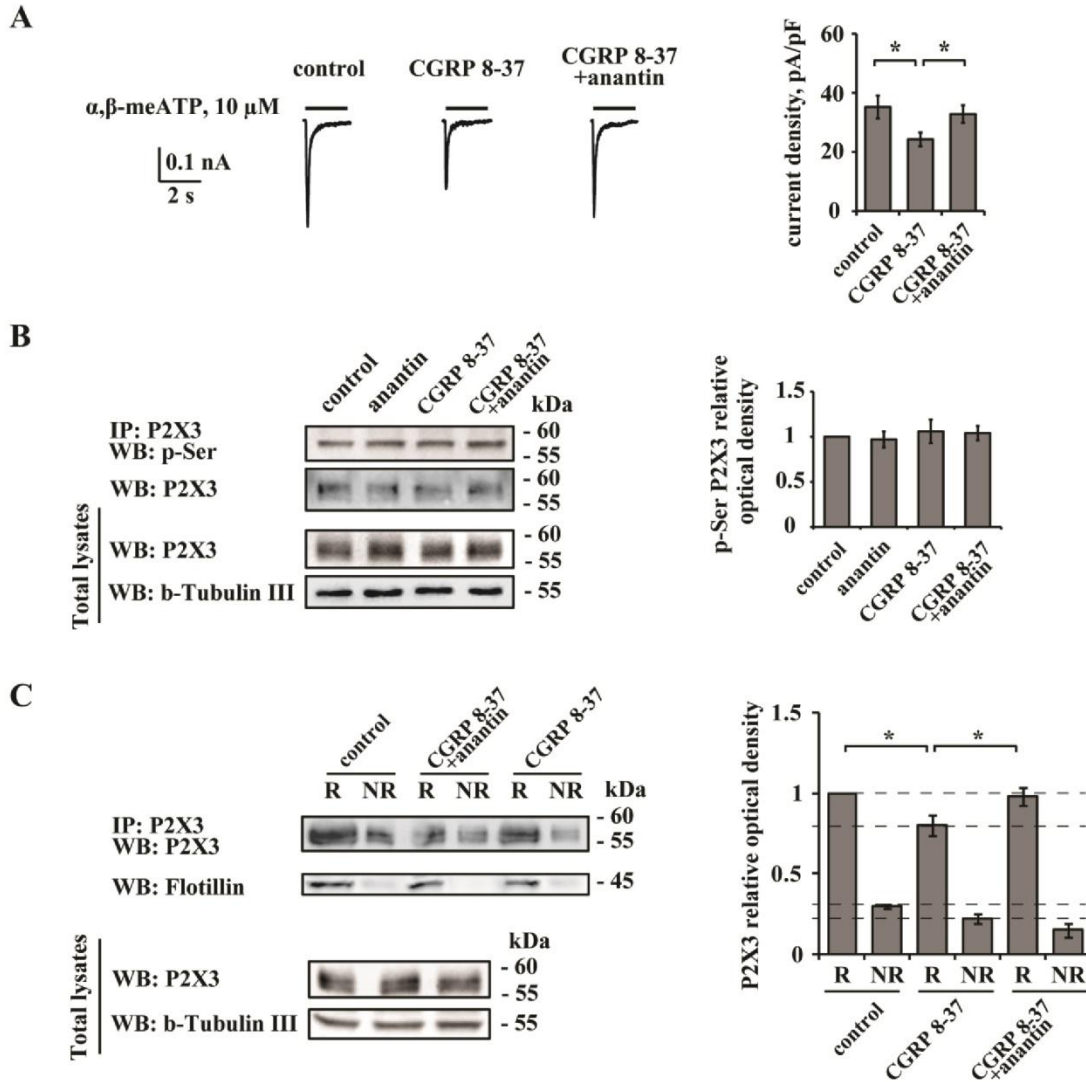 A
control
CGRP 8-37
CGRP 8-37
+anantin
α,β-meATP, 10 µM
0.1 nA
2 s
current density, pA/pF
60
40
20
0
*
*
control
CGRP 8-37
CGRP 8-37
+anantin
B
control
anantin
CGRP 8-37
CGRP 8-37
+anantin
kDa
IP: P2X3
WB: p-Ser
- 60
- 55
WB: P2X3
- 60
- 55
Total lysates
WB: P2X3
- 60
- 55
WB: b-Tubulin III
- 55
p-Ser P2X3 relative
optical density
1.5
1
0.5
0
control
anantin
CGRP 8-37
CGRP 8-37
+anantin
C
control
CGRP 8-37
+anantin
CGRP 8-37
R NR R NR R NR
kDa
IP: P2X3
WB: P2X3
- 60
- 55
WB: Flotillin
- 45
kDa
Total lysates
WB: P2X3
- 60
- 55
WB: b-Tubulin III
- 55
P2X3 relative optical density
1.5
1
0.5
0
*
*
R NR R NR R NR
control
CGRP 8-37
CGRP 8-37
+anantin